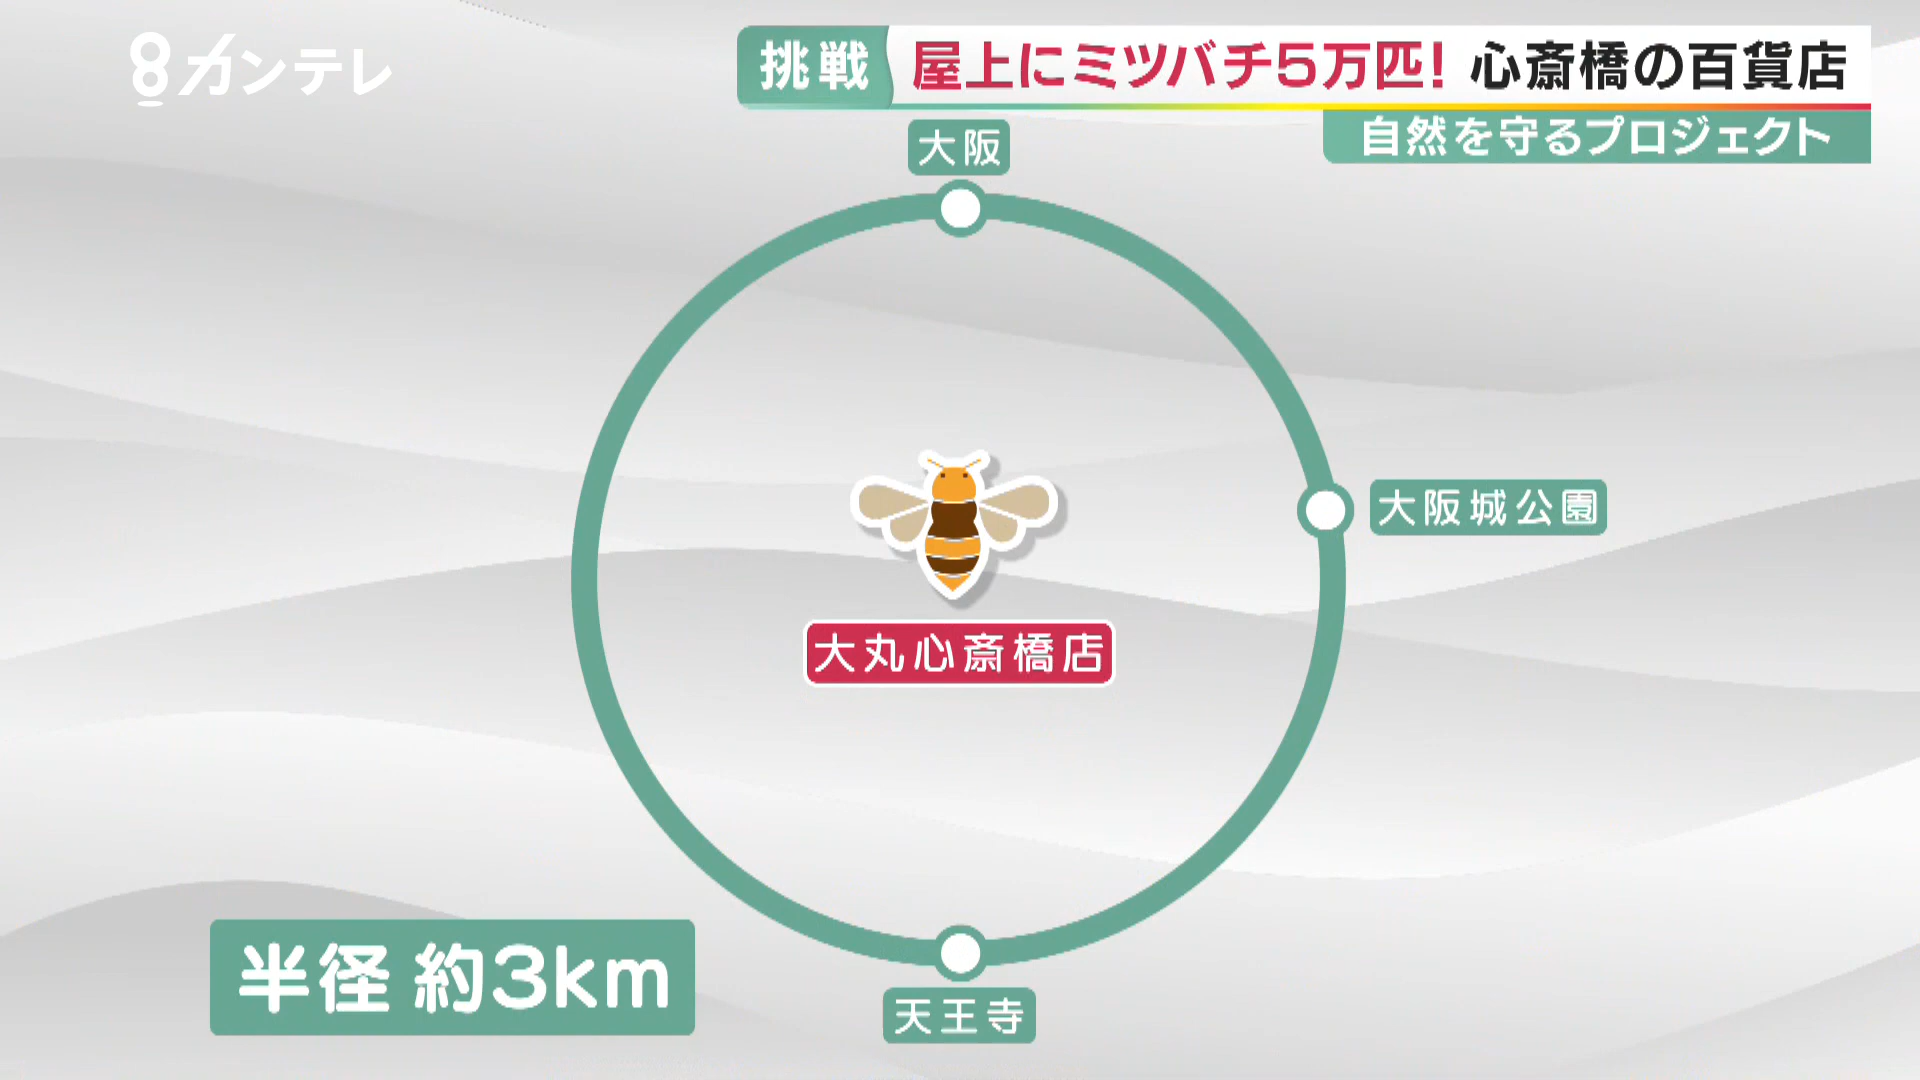 8カンテレ
挑戦
屋上にミツバチ5万匹！ 心斎橋の百貨店
自然を守るプロジェクト
大阪
大阪城公園
大丸心斎橋店
半径 約3km
天王寺